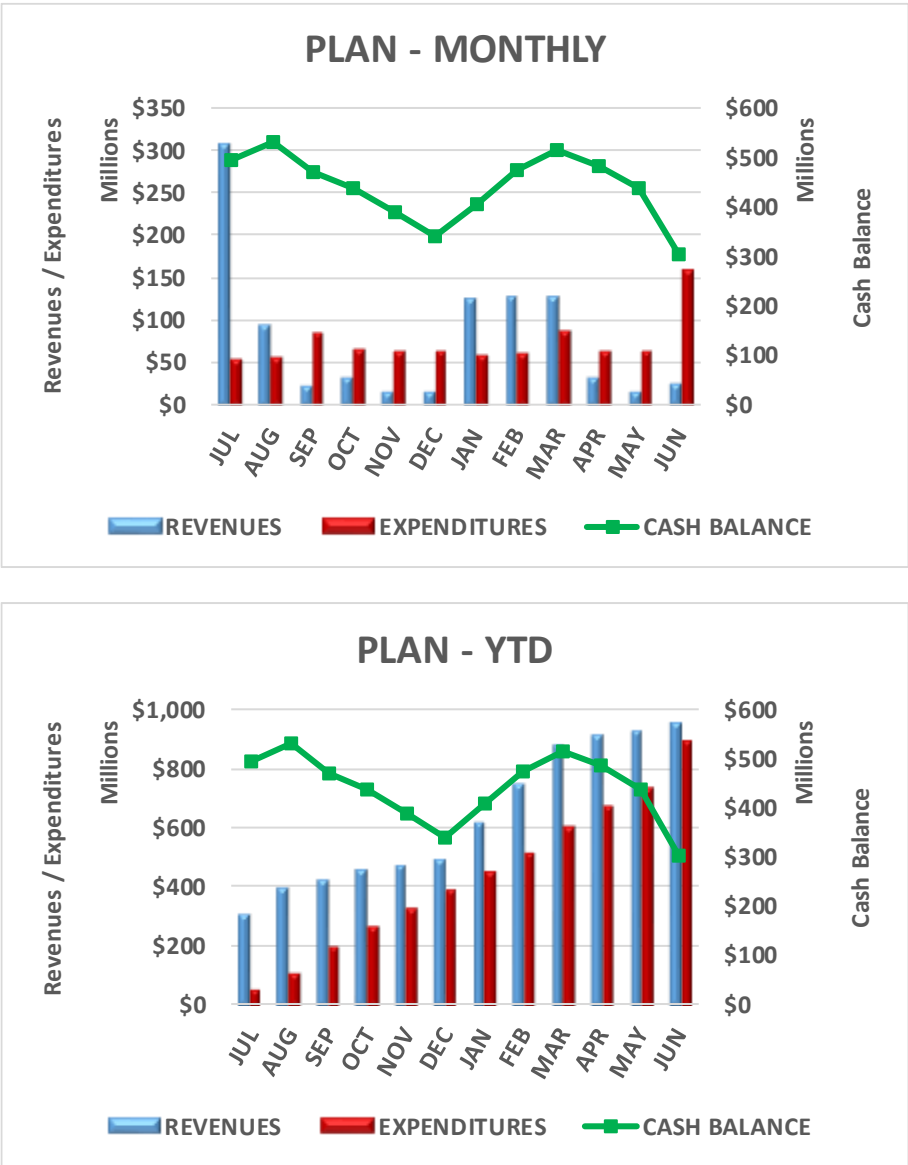 PLAN - MONTHLY
Revenues / Expenditures
Millions
$350
$300
$250
$200
$150
$100
$50
$0
$600
$500
$400
$300
$200
$100
$0
Millions
Cash Balance
JUL AUG SEP OCT NOV DEC JAN FEB MAR APR MAY JUN
REVENUES EXPENDITURES CASH BALANCE
PLAN - YTD
Revenues / Expenditures
Millions
$1,000
$800
$600
$400
$200
$0
$600
$500
$400
$300
$200
$100
$0
Millions
Cash Balance
JUL AUG SEP OCT NOV DEC JAN FEB MAR APR MAY JUN
REVENUES EXPENDITURES CASH BALANCE